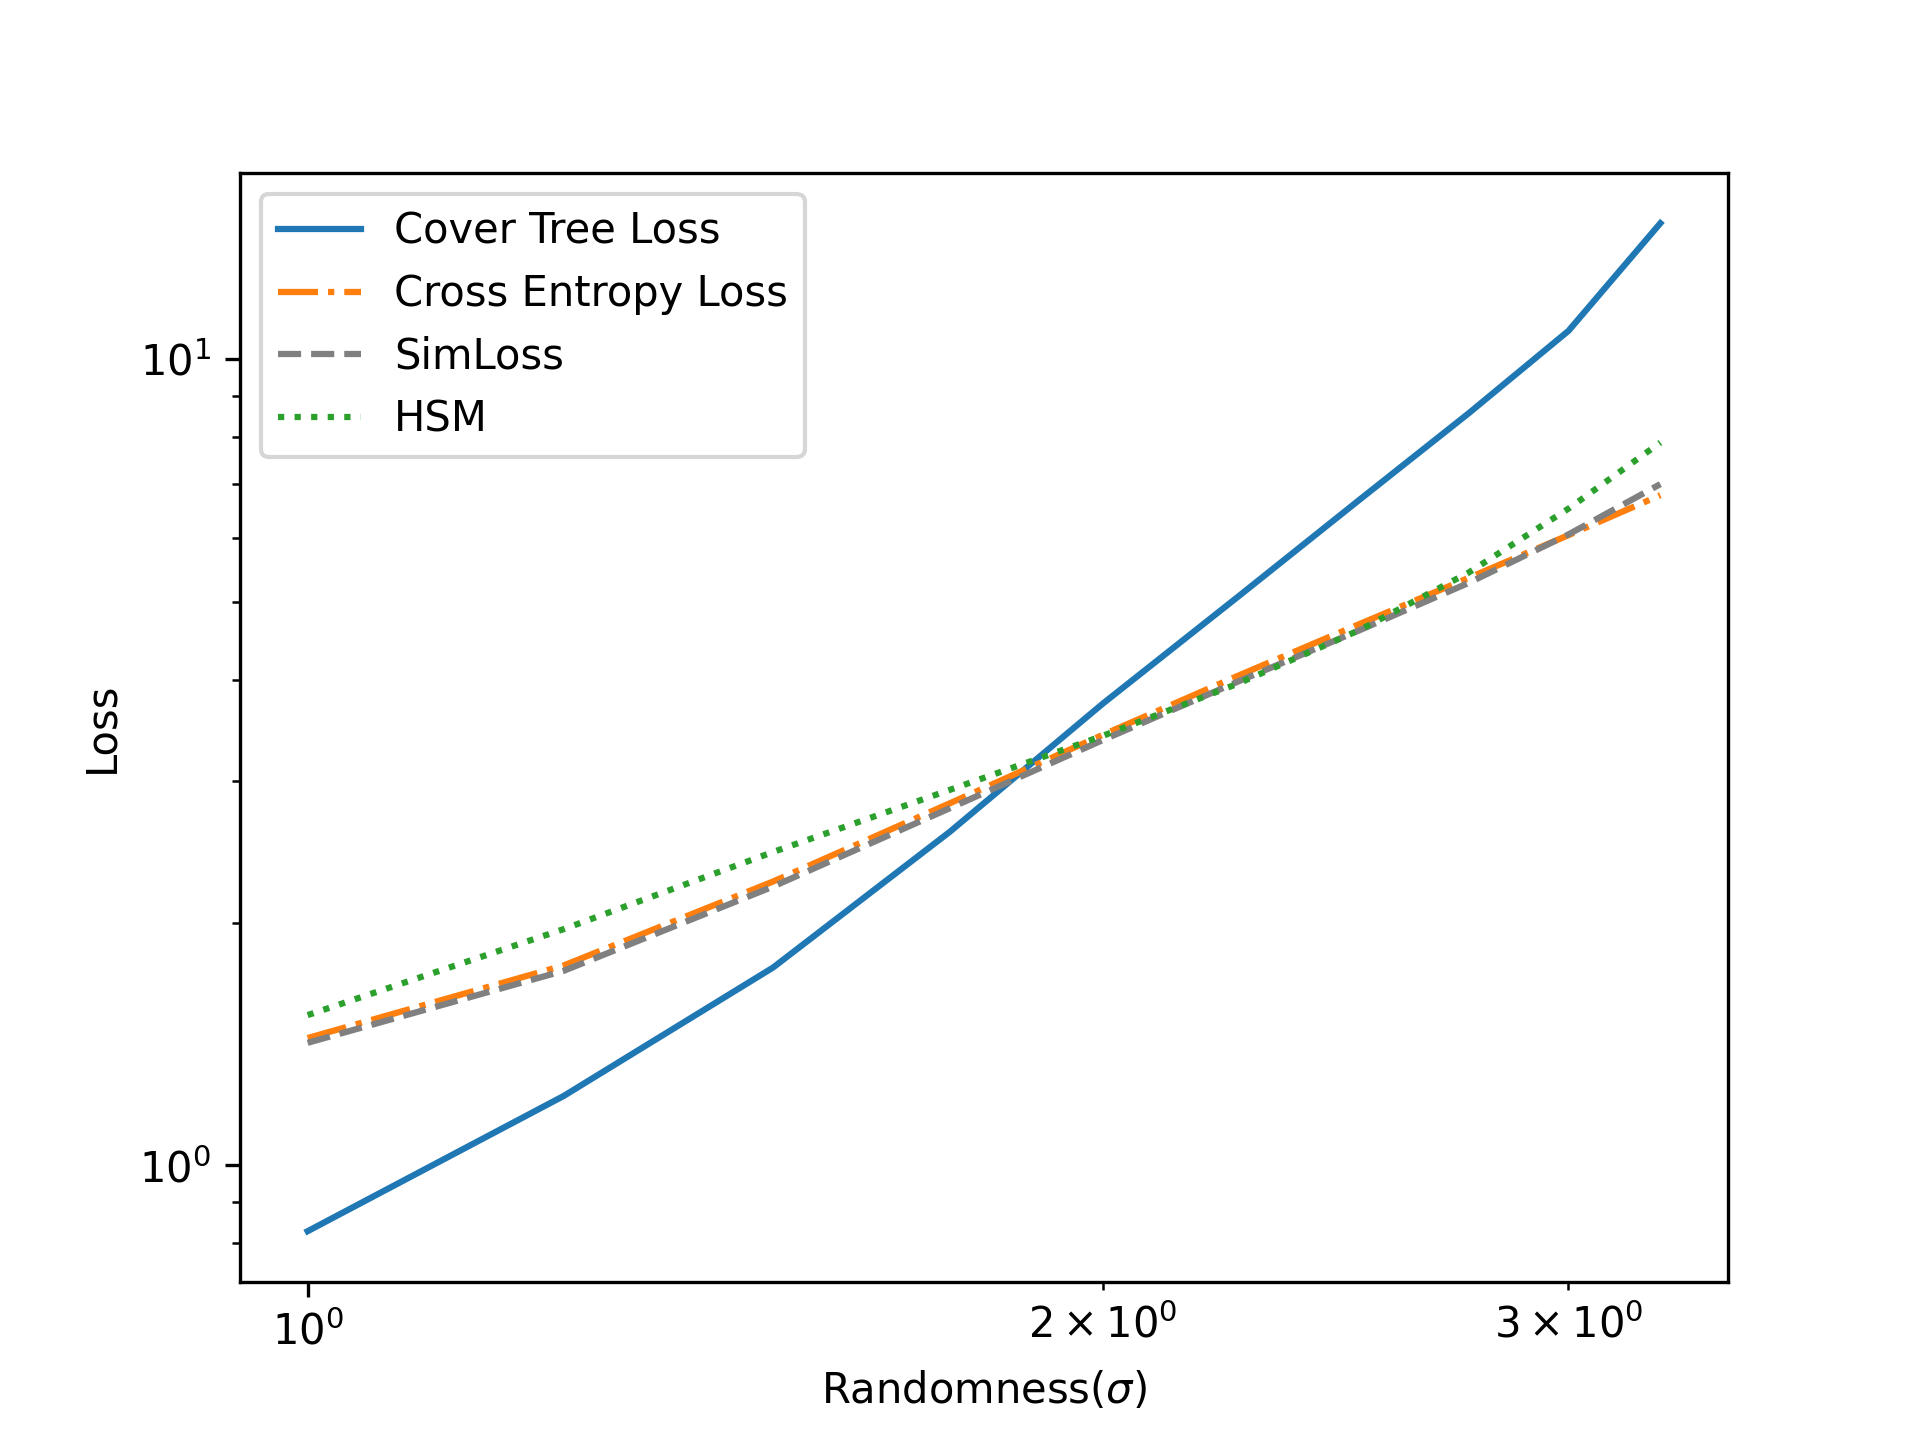 Cover Tree Loss
Cross Entropy Loss
SimLoss
HSM
10¹
10⁰
Loss
10⁰
2 × 10⁰
3 × 10⁰
Randomness(σ)